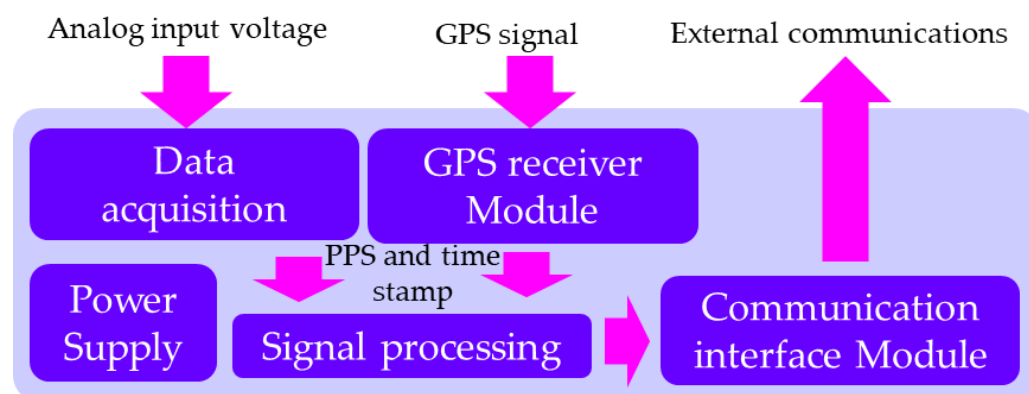 Analog input voltage
GPS signal
External communications
Data
acquisition
GPS receiver
Module
PPS and time
stamp
Power
Supply
Signal processing
Communication
interface Module